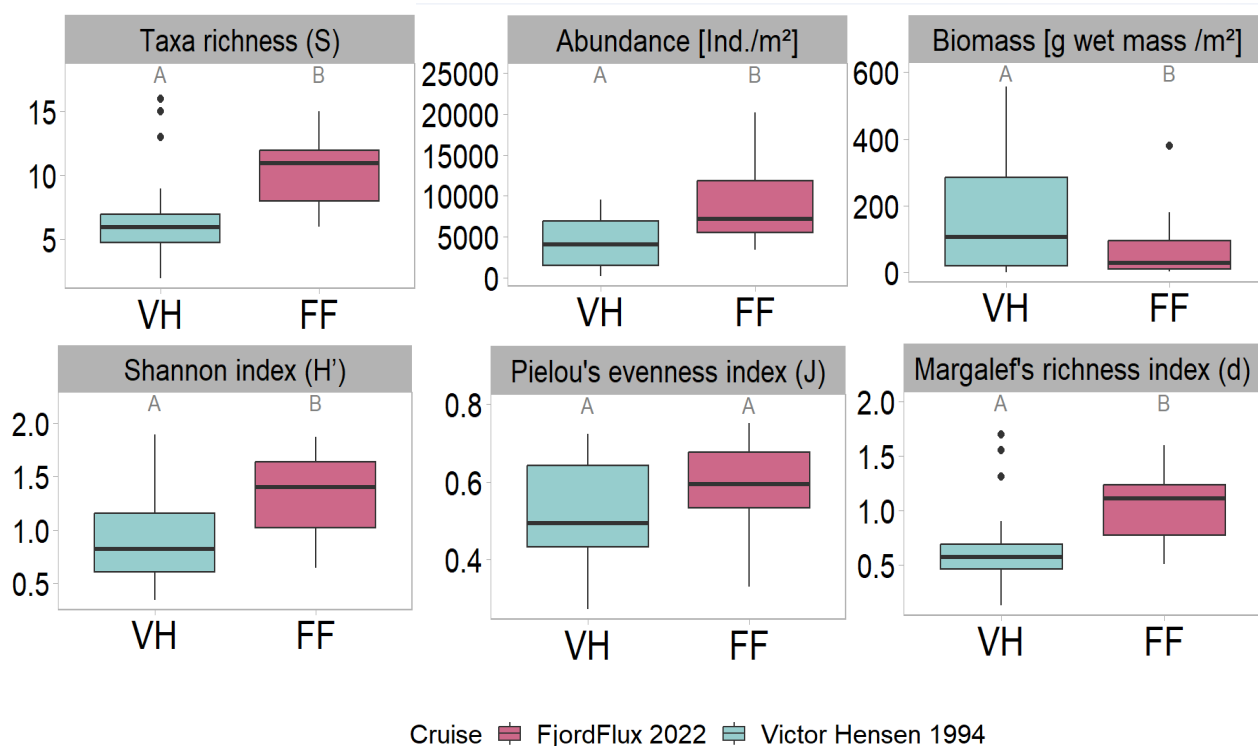 Taxa richness (S)
A B
15
10
5
VH FF
Abundance [Ind./m²]
A B
25000
20000
15000
10000
5000
0
VH FF
Biomass [g wet mass /m²]
A B
600
400
200
0
VH FF
Shannon index (H’)
A B
2.0
1.5
1.0
0.5
VH FF
Pielou's evenness index (J)
A A
0.8
0.6
0.4
VH FF
Margalef's richness index (d)
A B
2.0
1.5
1.0
0.5
VH FF
Cruise FjordFlux 2022 Victor Hensen 1994